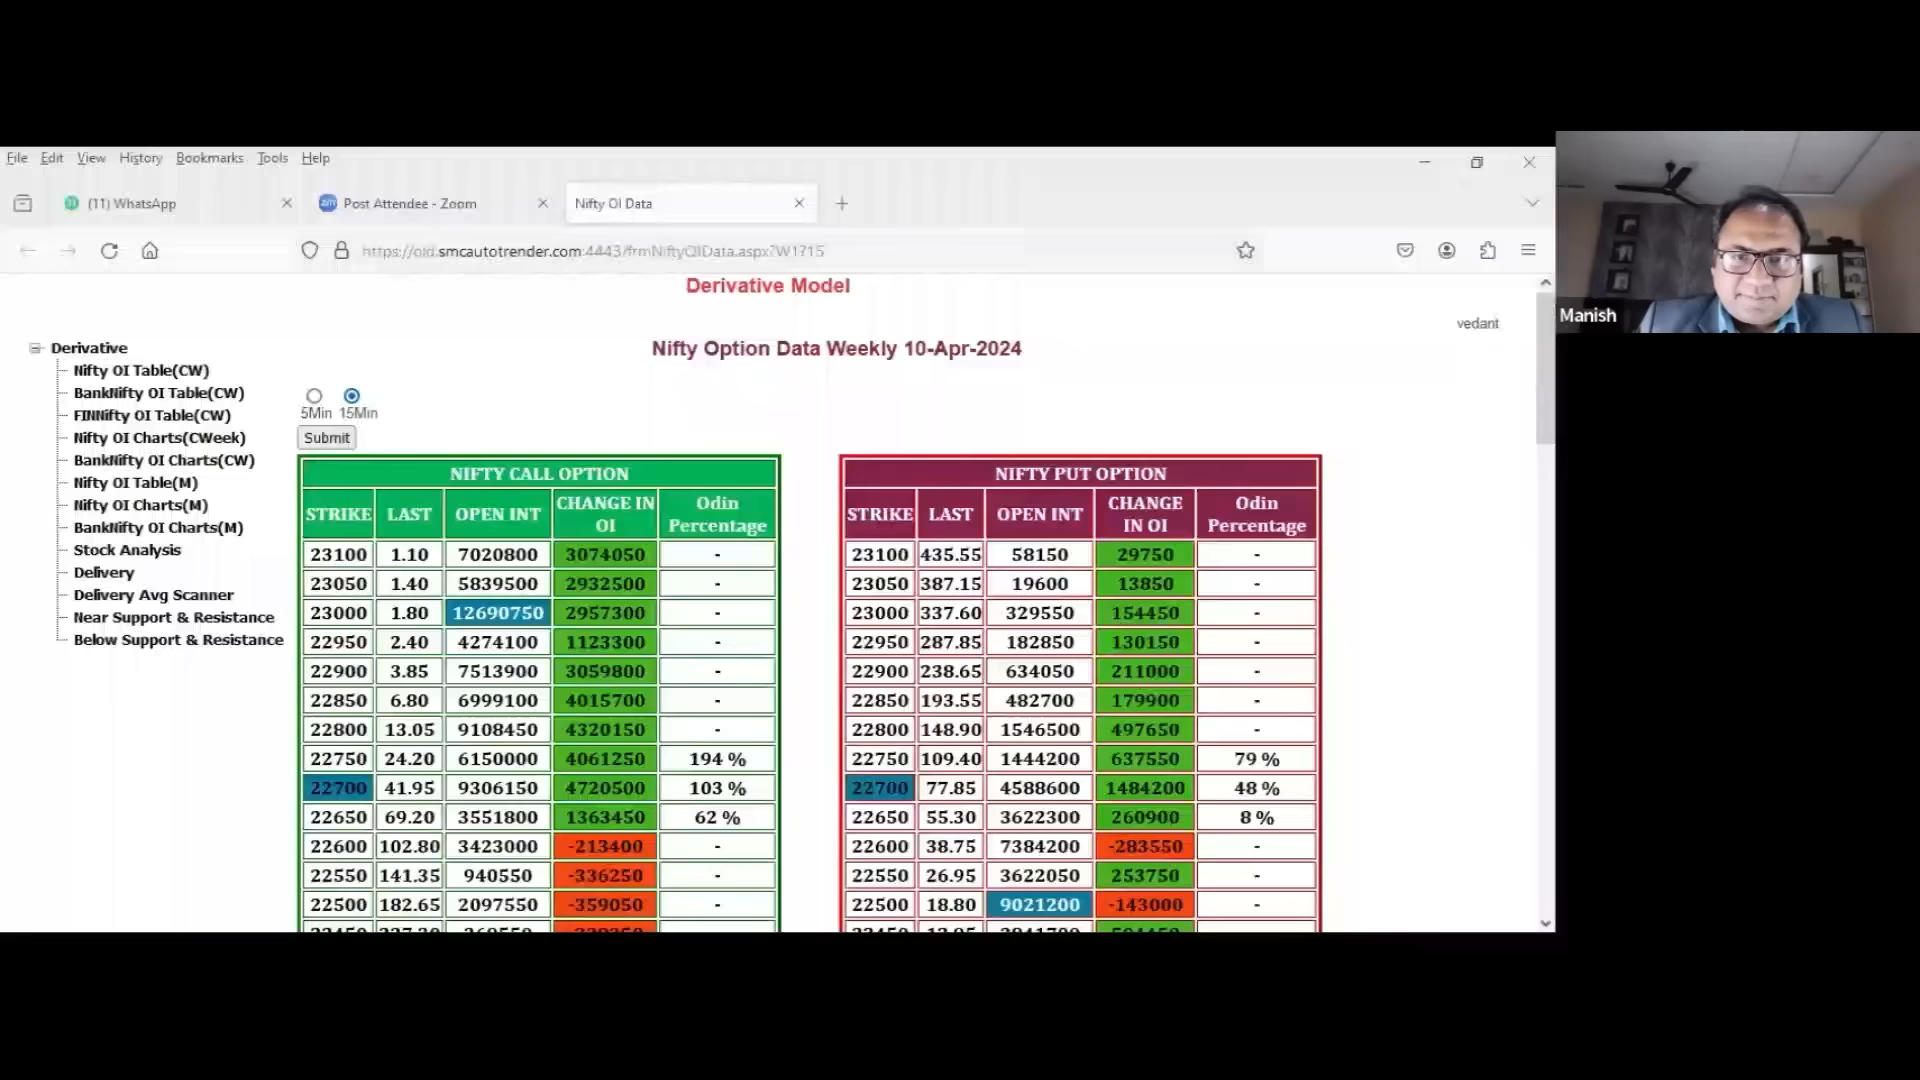 File Edit View History Bookmarks Tools Help
(11) WhatsApp
Post Attendee - Zoom
Nifty OI Data
https://old.smcautotrender.com:4443/frmNiftyOIData.aspx?W1?15
Derivative Model
Manish
vedant
Nifty Option Data Weekly 10-Apr-2024
Derivative
Nifty OI Table(CW)
BankNifty OI Table(CW)
FINNifty OI Table(CW)
Nifty OI Charts(CWeek)
BankNifty OI Charts(CW)
Nifty OI Table(M)
Nifty OI Charts(M)
BankNifty OI Charts(M)
Stock Analysis
Delivery
Delivery Avg Scanner
Near Support & Resistance
Below Support & Resistance
5Min 15Min
Submit
NIFTY CALL OPTION
STRIKE LAST OPEN INT CHANGE IN OI Odin Percentage
23100 1.10 7020800 3074050 -
23050 1.40 5839500 2932500 -
23000 1.80 12690750 2957300 -
22950 2.40 4274100 1123300 -
22900 3.85 7513900 3059800 -
22850 6.80 6999100 4015700 -
22800 13.05 9108450 4320150 -
22750 24.20 6150000 4061250 194 %
22700 41.95 9306150 4720500 103 %
22650 69.20 3551800 1363450 62 %
22600 102.80 3423000 -213400 -
22550 141.35 940550 -336250 -
22500 182.65 2097550 -359050 -
NIFTY PUT OPTION
STRIKE LAST OPEN INT CHANGE IN OI Odin Percentage
23100 435.55 58150 29750 -
23050 387.15 19600 13850 -
23000 337.60 329550 154450 -
22950 287.85 182850 130150 -
22900 238.65 634050 211000 -
22850 193.55 482700 179900 -
22800 148.90 1546500 497650 -
22750 109.40 1444200 637550 79 %
22700 77.85 4588600 1484200 48 %
22650 55.30 3622300 260900 8 %
22600 38.75 7384200 -283550 -
22550 26.95 3622050 253750 -
22500 18.80 9021200 -143000 -